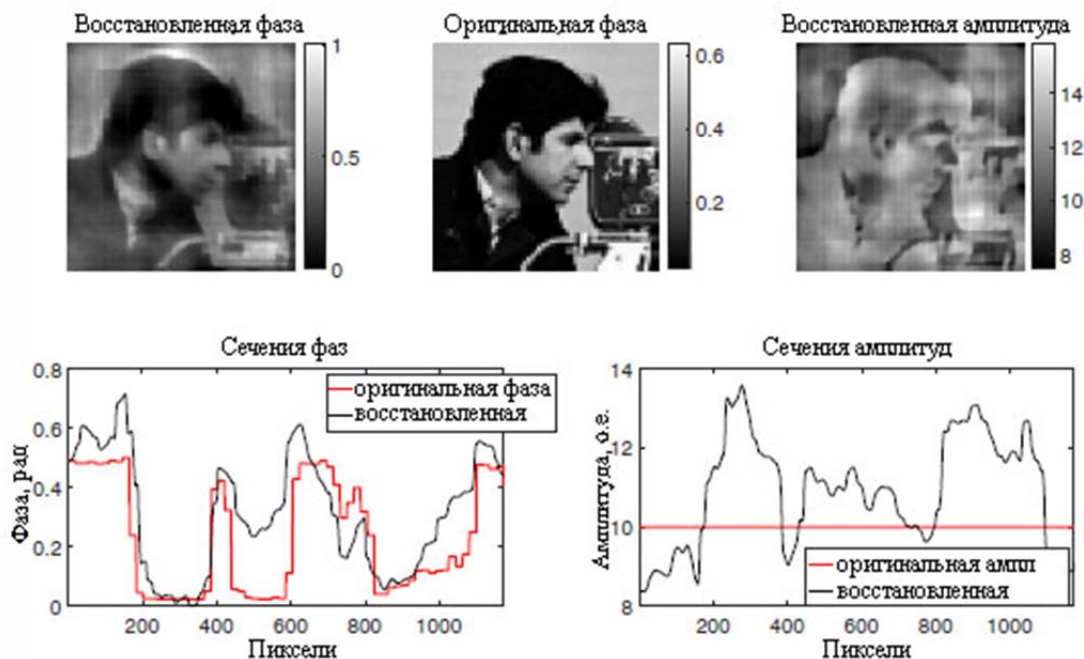 Восстановленная фаза
Оригинальная фаза
Восстановленная амплитуда
1
0.5
0
0.6
0.4
0.2
14
12
10
8
Сечения фаз
Сечения амплитуд
оригинальная фаза
восстановленная
Фаза, рад
0.8
0.6
0.4
0.2
0
200
400
600
800
1000
Пиксели
Амплитуда, о.е.
14
12
10
8
оригинальная ампл
восстановленная
200
400
600
800
1000
Пиксели